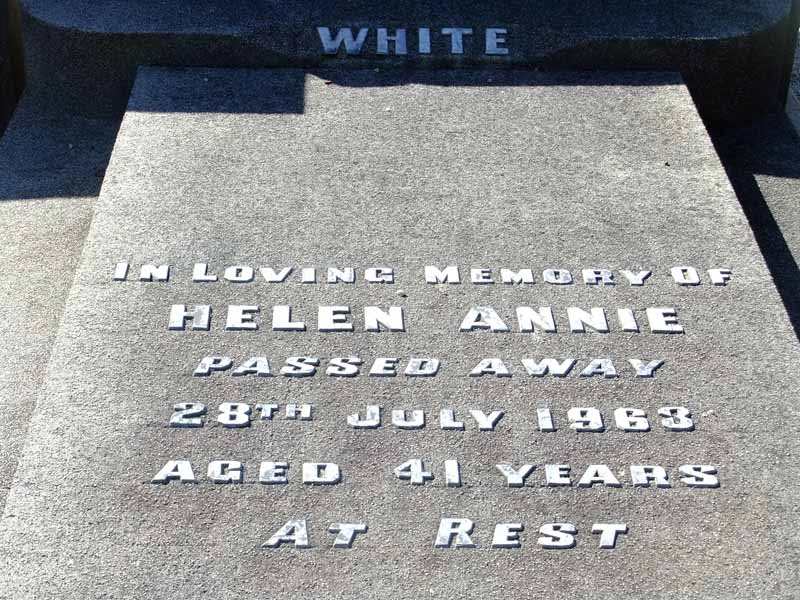 WHITE
IN LOVING MEMORY OF
HELEN ANNIE
PASSED AWAY
28TH JULY 1963
AGED 41 YEARS
AT REST